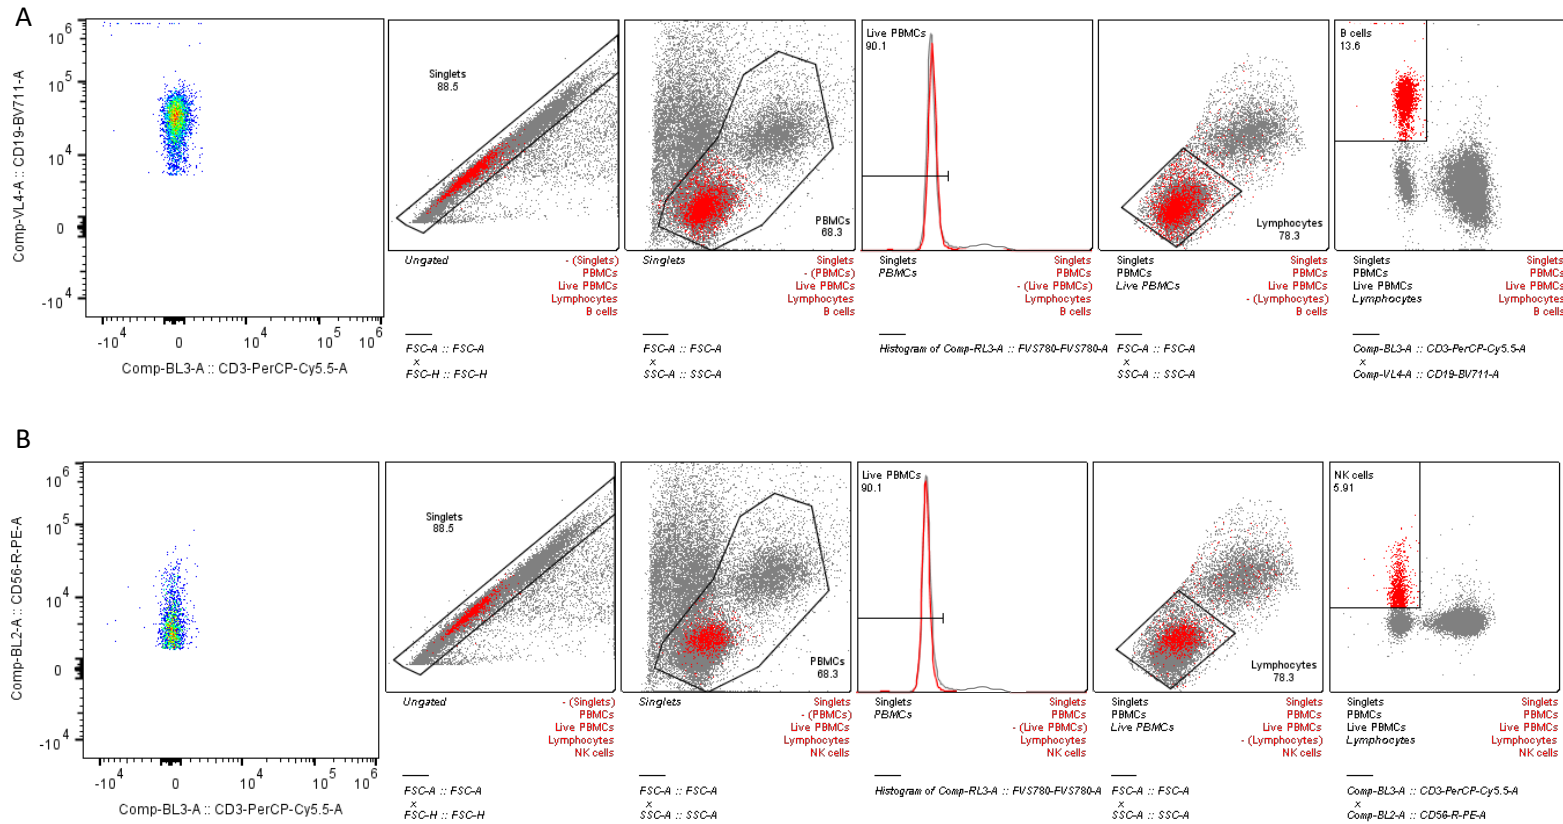 A
10^6
10^5
10^4
0
-10^4
Comp-VL4-A :: CD19-BV711-A
-10^4 0 10^4 10^5 10^6
Comp-BL3-A :: CD3-PerCP-Cy5.5-A
Singlets
88.5
Ungated
- (Singlets)
PBMCs
Live PBMCs
Lymphocytes
B cells
FSC-A :: FSC-A
x
FSC-H :: FSC-H
PBMCs
68.3
Singlets
Singlets
- (PBMCs)
Live PBMCs
Lymphocytes
B cells
FSC-A :: FSC-A
x
SSC-A :: SSC-A
Live PBMCs
90.1
Singlets
PBMCs
Singlets
PBMCs
- (Live PBMCs)
Lymphocytes
B cells
Histogram of Comp-RL3-A :: FVS780-FVS780-A
Lymphocytes
78.3
Singlets
PBMCs
Live PBMCs
Singlets
PBMCs
Live PBMCs
- (Lymphocytes)
B cells
FSC-A :: FSC-A
x
SSC-A :: SSC-A
B cells
13.6
Singlets
PBMCs
Live PBMCs
Lymphocytes
Singlets
PBMCs
Live PBMCs
Lymphocytes
B cells
Comp-BL3-A :: CD3-PerCP-Cy5.5-A
x
Comp-VL4-A :: CD19-BV711-A
B
10^6
10^5
10^4
0
-10^4
Comp-BL2-A :: CD56-R-PE-A
-10^4 0 10^4 10^5 10^6
Comp-BL3-A :: CD3-PerCP-Cy5.5-A
Singlets
88.5
Ungated
- (Singlets)
PBMCs
Live PBMCs
Lymphocytes
NK cells
FSC-A :: FSC-A
x
FSC-H :: FSC-H
PBMCs
68.3
Singlets
Singlets
- (PBMCs)
Live PBMCs
Lymphocytes
NK cells
FSC-A :: FSC-A
x
SSC-A :: SSC-A
Live PBMCs
90.1
Singlets
PBMCs
Singlets
PBMCs
- (Live PBMCs)
Lymphocytes
NK cells
Histogram of Comp-RL3-A :: FVS780-FVS780-A
Lymphocytes
78.3
Singlets
PBMCs
Live PBMCs
Singlets
PBMCs
Live PBMCs
- (Lymphocytes)
NK cells
FSC-A :: FSC-A
x
SSC-A :: SSC-A
NK cells
5.91
Singlets
PBMCs
Live PBMCs
Lymphocytes
Singlets
PBMCs
Live PBMCs
Lymphocytes
NK cells
Comp-BL3-A :: CD3-PerCP-Cy5.5-A
x
Comp-BL2-A :: CD56-R-PE-A